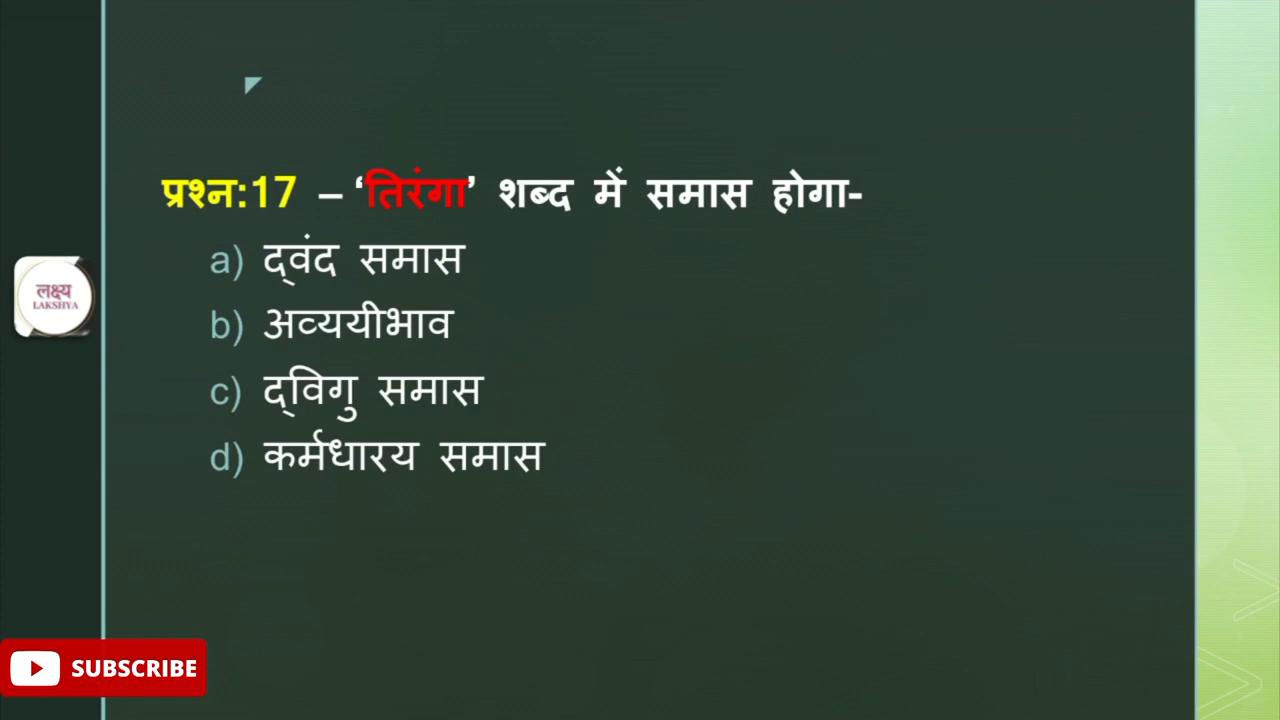 प्रश्न:17 – ‘तिरंगा’ शब्द में समास होगा-
a) द्वंद समास
b) अव्ययीभाव
c) द्विगु समास
d) कर्मधारय समास
लक्ष्य
LAKSHYA
SUBSCRIBE